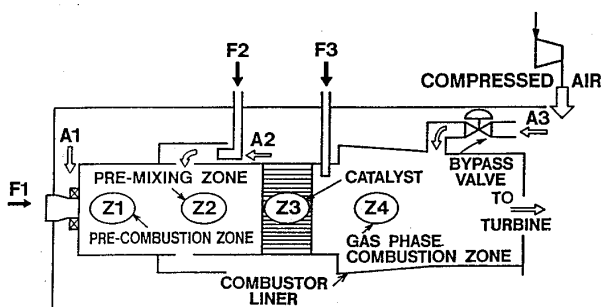 F2
F3
COMPRESSED AIR
A1
A2
A3
F1
PRE-MIXING ZONE
CATALYST
BYPASS
VALVE
Z1
Z2
Z3
Z4
TO
TURBINE
PRE-COMBUSTION ZONE
GAS PHASE
COMBUSTION ZONE
COMBUSTOR
LINER